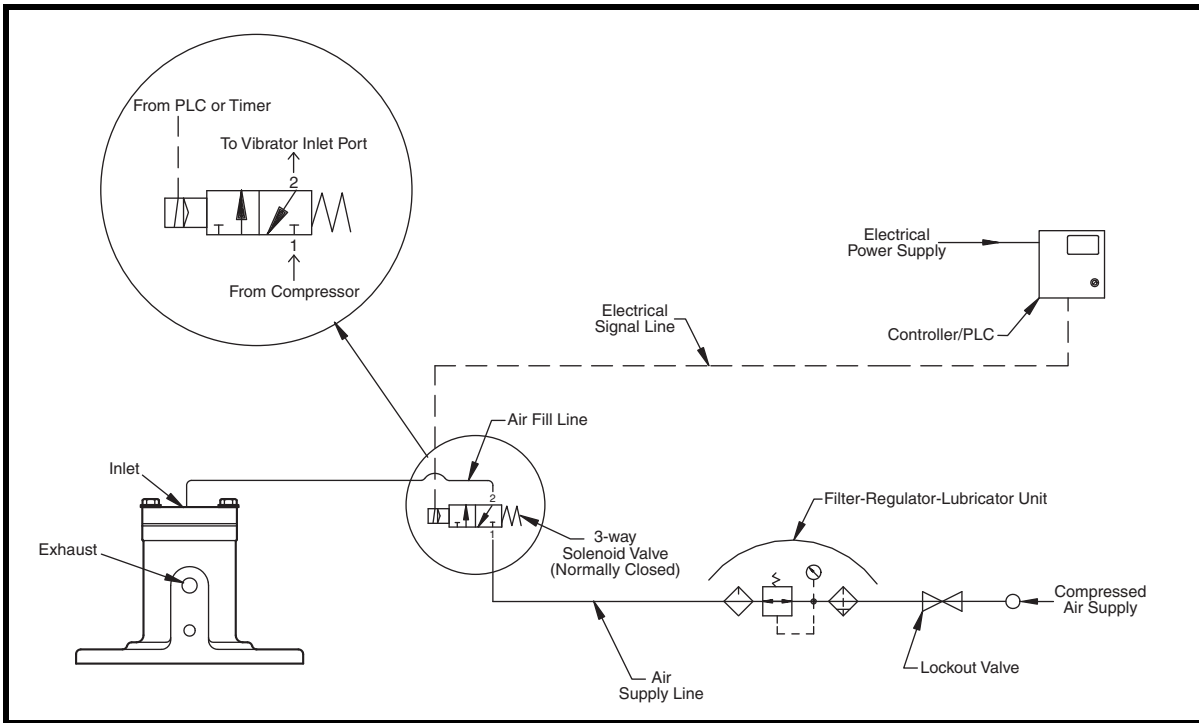 From PLC or Timer
To Vibrator Inlet Port
2
1
From Compressor
Electrical
Power Supply
Controller/PLC
Electrical
Signal Line
Air Fill Line
Inlet
Exhaust
2
1
3-way
Solenoid Valve
(Normally Closed)
Filter-Regulator-Lubricator Unit
Compressed
Air Supply
Lockout Valve
Air
Supply Line